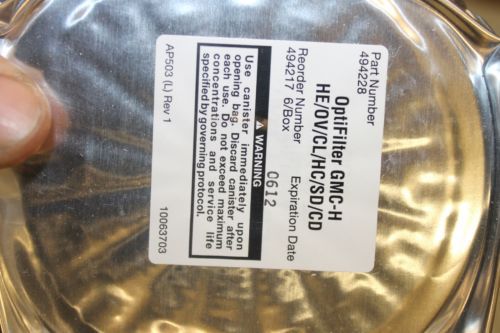 Part Number
494228
OptiFilter GMC-H
HE/OV/CL/HC/SD/CD
Reorder Number Expiration Date
494217 6/Box
0612
WARNING
Use canister immediately upon
opening bag. Discard canister after
each use. Do not exceed maximum
concentrations and service life
specified by governing protocol.
AP503 (L) Rev 1 10063703